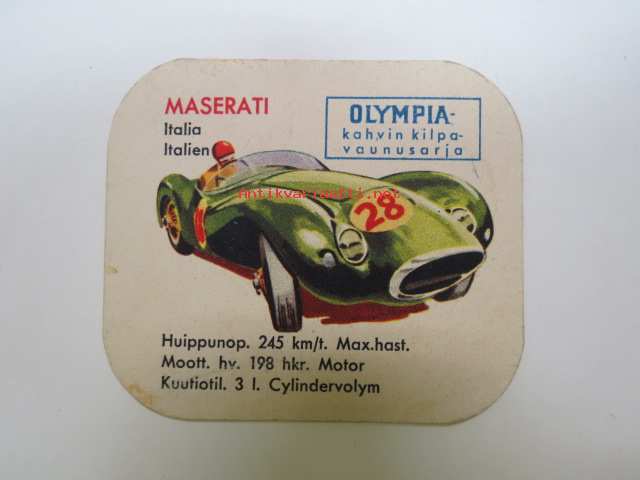 MASERATI
Italia
Italien
OLYMPIA-
kahvin kilpa-
vaunusarja
antikvariaatti.net
28
Huippunop. 245 km/t. Max.hast.
Moott. hv. 198 hkr. Motor
Kuutiotil. 3 l. Cylindervolym